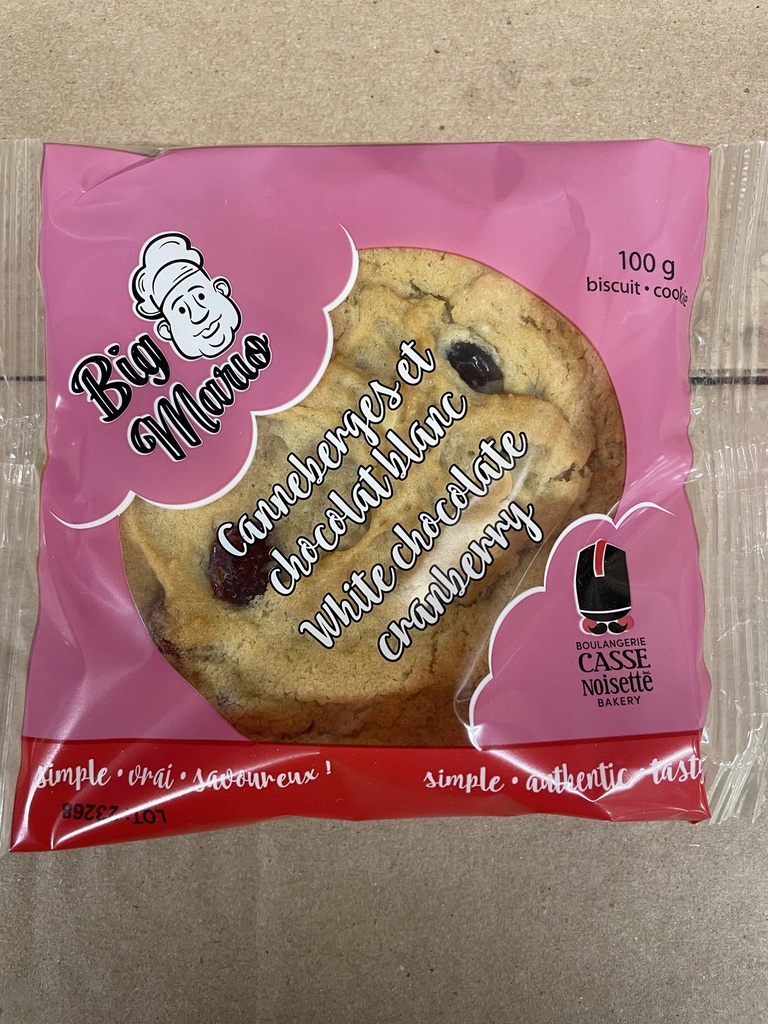 100 g
biscuit • cookie
Big
Mario
Canneberges et
chocolat blanc
White chocolate
cranberry
BOULANGERIE
CASSE
NOISETTE
BAKERY
simple • vrai • savoureux !
simple • authentic • tast
LOT: 23268